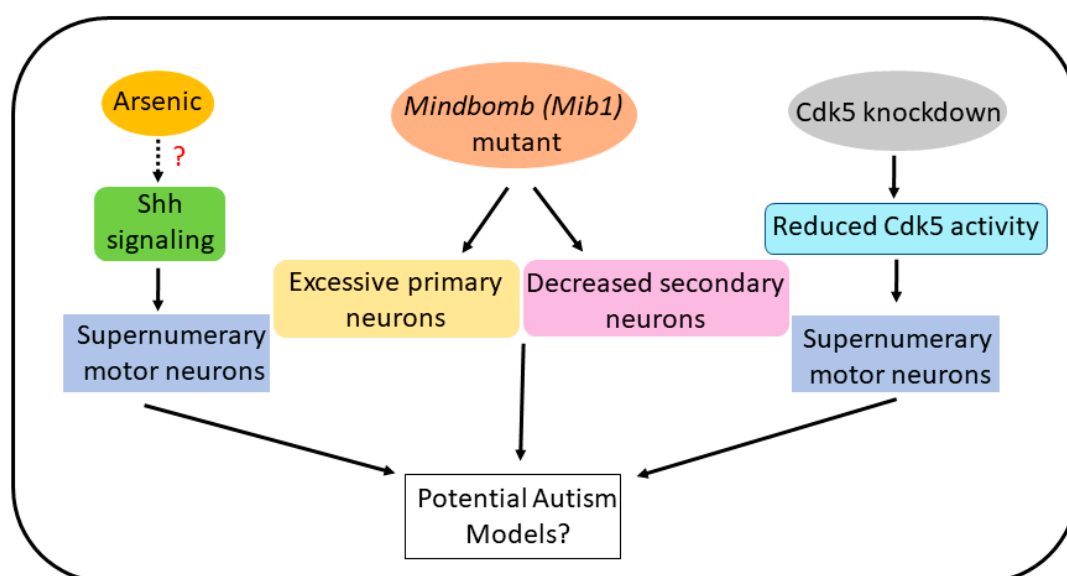 Arsenic
?
Shh
signaling
Supernumerary
motor neurons
Mindbomb (Mib1)
mutant
Excessive primary
neurons
Decreased secondary
neurons
Cdk5 knockdown
Reduced Cdk5 activity
Supernumerary
motor neurons
Potential Autism
Models?